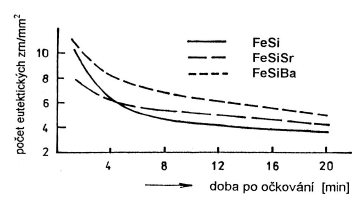 počet eutektických zrn/mm²
10
8
6
4
2
FeSi
FeSiSr
FeSiBa
4
8
12
16
20
doba po očkování [min]